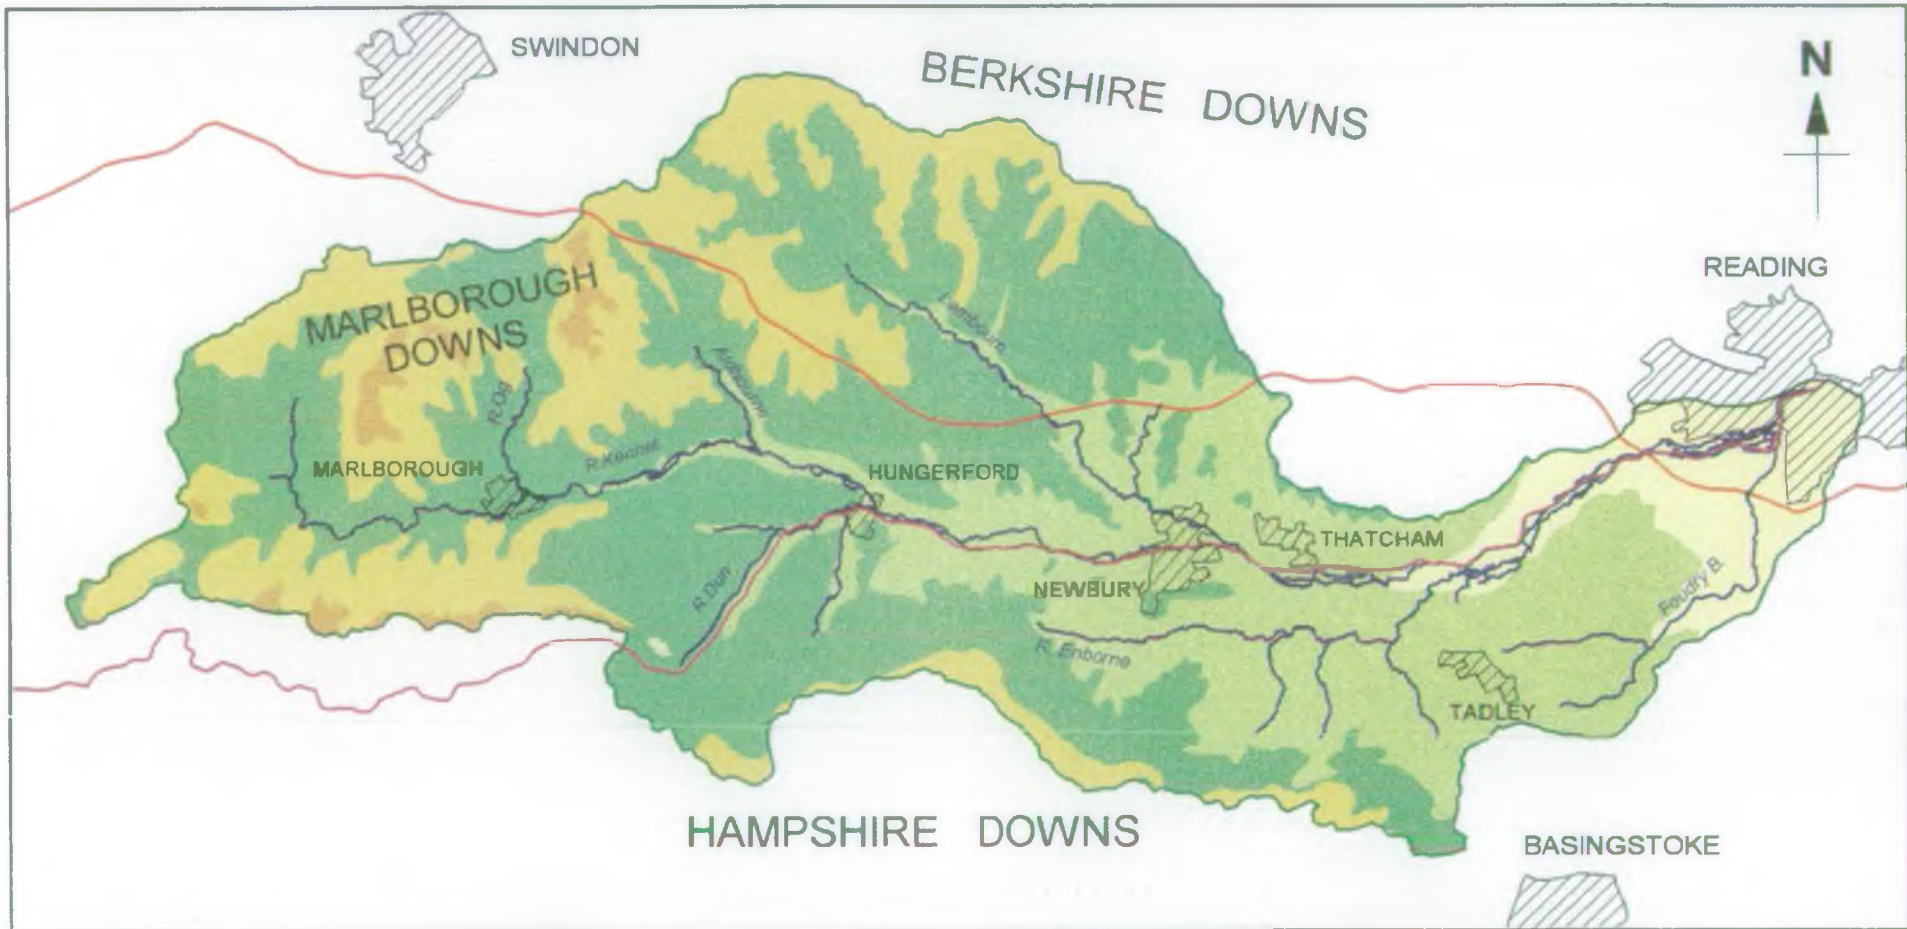 SWINDON
BERKSHIRE DOWNS
N
READING
MARLBOROUGH
DOWNS
Lambourn
Aldbourne
R.Og
R.Kennet
MARLBOROUGH
HUNGERFORD
THATCHAM
R.Dun
NEWBURY
Foudry B.
R. Enborne
TADLEY
HAMPSHIRE DOWNS
BASINGSTOKE